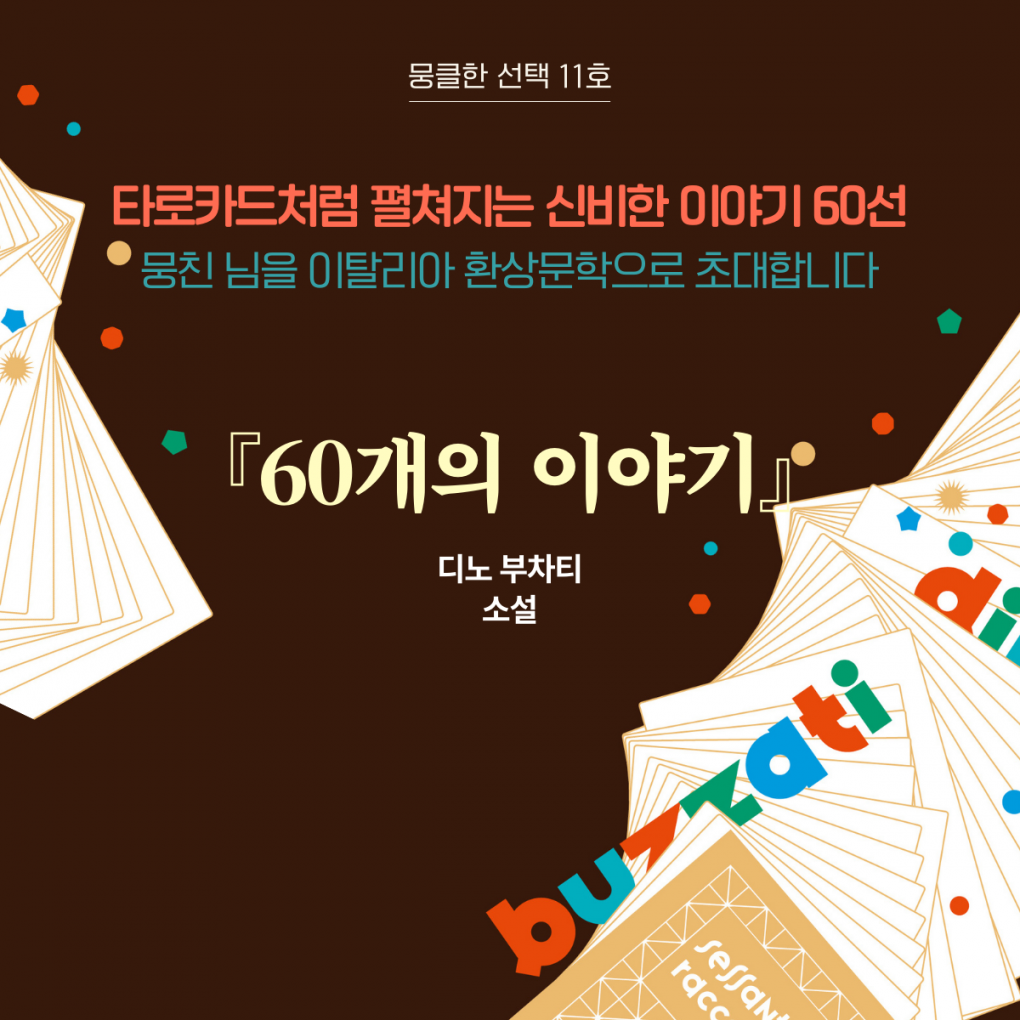 뭉클한 선택 11호
타로카드처럼 펼쳐지는 신비한 이야기 60선
뭉친 님을 이탈리아 환상문학으로 초대합니다
『60개의 이야기』
디노 부차티
소설
di
buzzati
sessant
racc